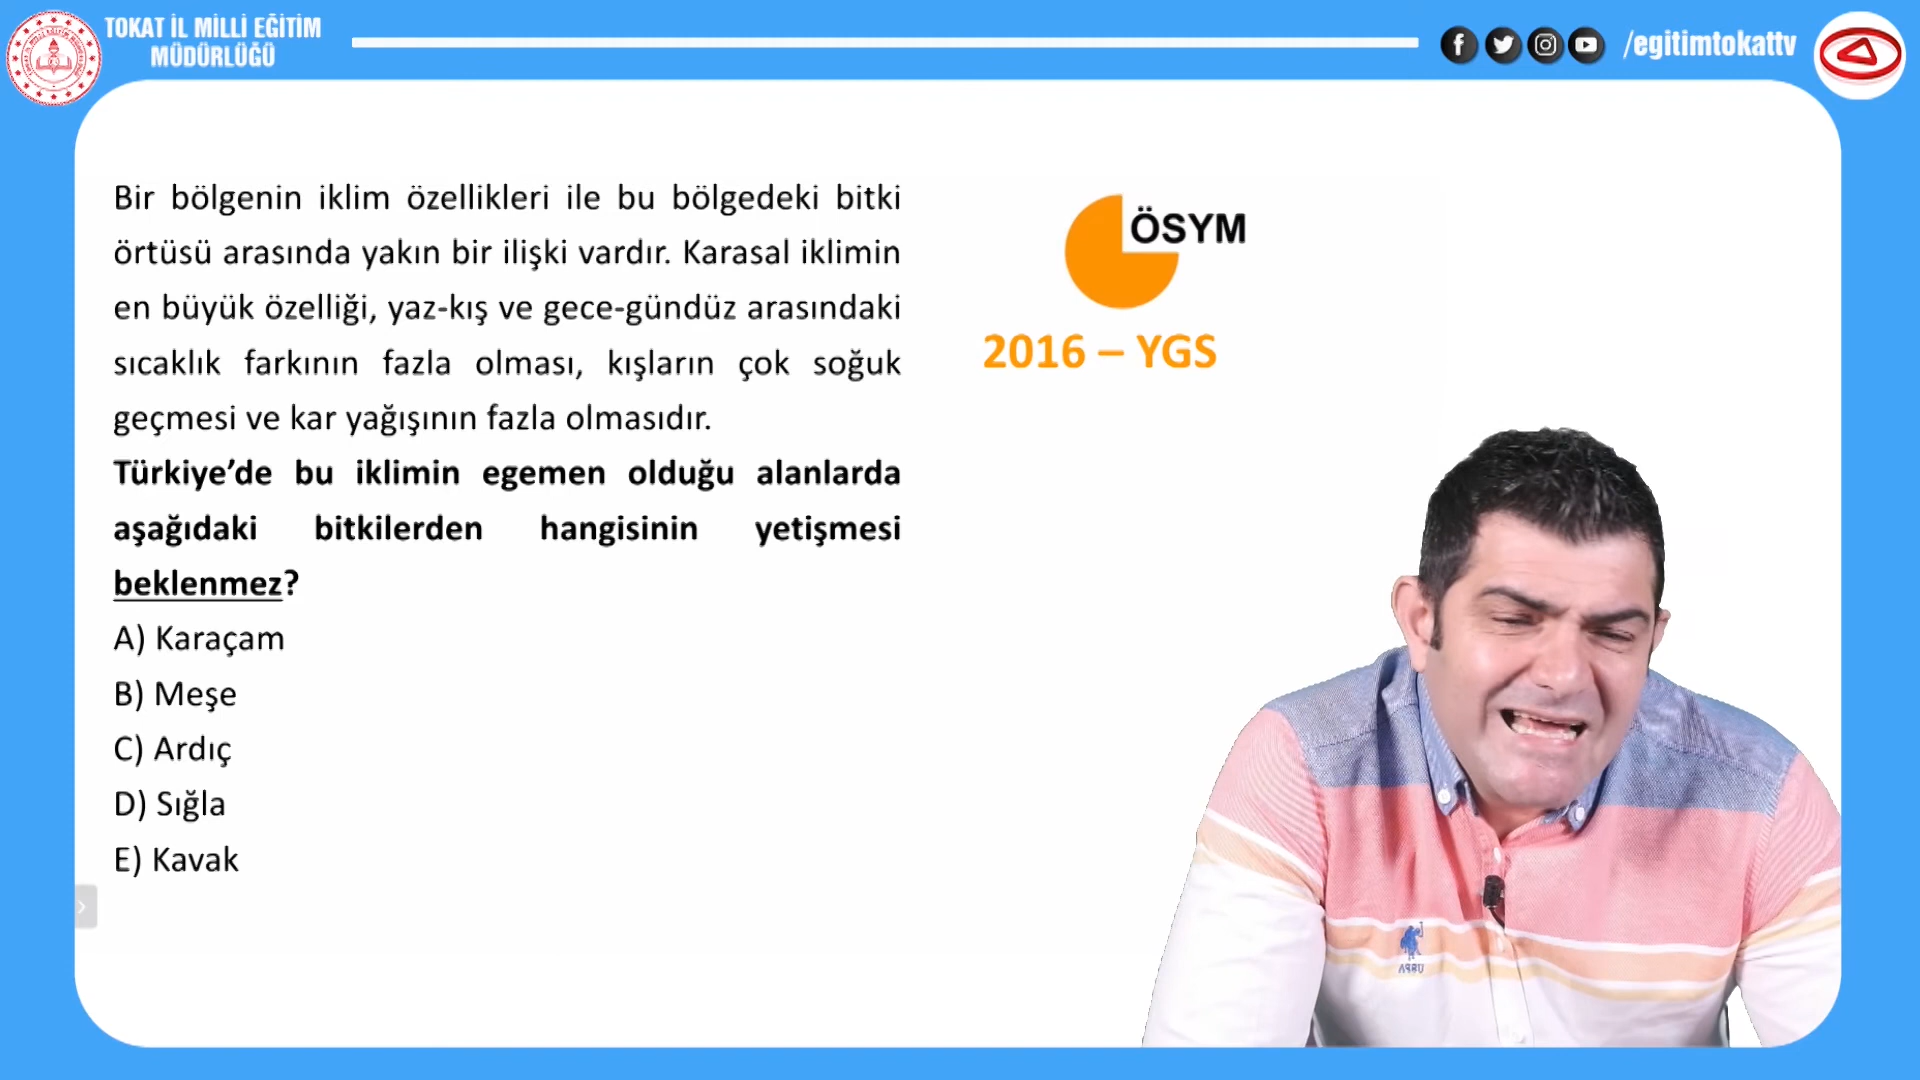 TOKAT İL MİLLİ EĞİTİM
MÜDÜRLÜĞÜ
/egitimtokattv
Bir bölgenin iklim özellikleri ile bu bölgedeki bitki
örtüsü arasında yakın bir ilişki vardır. Karasal iklimin
en büyük özelliği, yaz-kış ve gece-gündüz arasındaki
sıcaklık farkının fazla olması, kışların çok soğuk
geçmesi ve kar yağışının fazla olmasıdır.
Türkiye’de bu iklimin egemen olduğu alanlarda
aşağıdaki bitkilerden hangisinin yetişmesi
beklenmez?
A) Karaçam
B) Meşe
C) Ardıç
D) Sığla
E) Kavak
ÖSYM
2016 – YGS